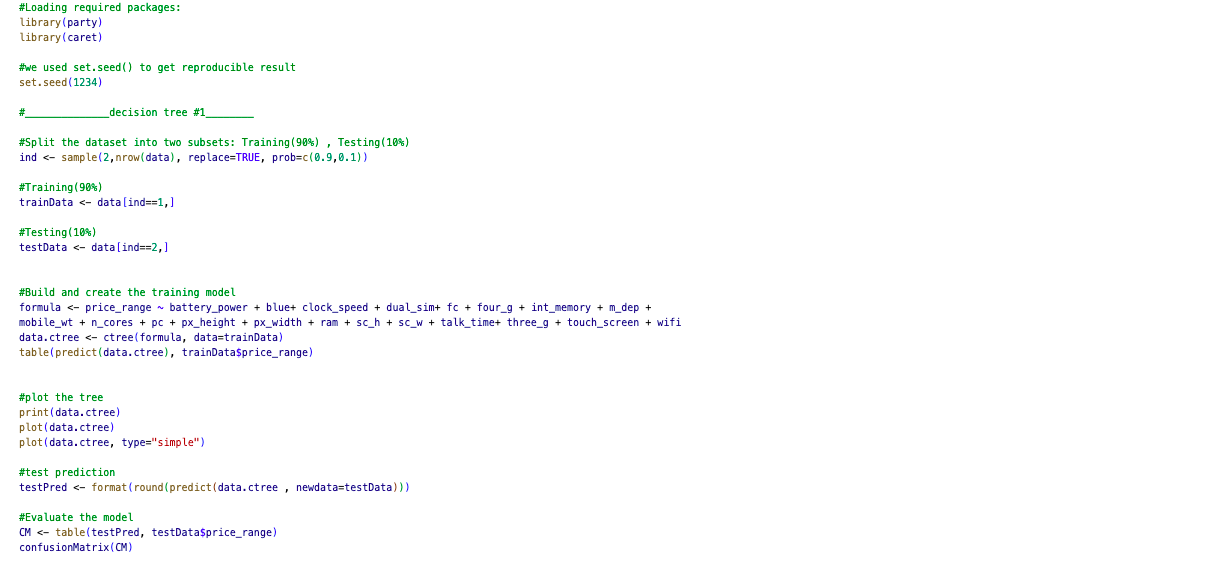 #Loading required packages:
library(party)
library(caret)
#we used set.seed() to get reproducible result
set.seed(1234)
#______________decision tree #1________
#Split the dataset into two subsets: Training(90%) , Testing(10%)
ind <- sample(2,nrow(data), replace=TRUE, prob=c(0.9,0.1))
#Training(90%)
trainData <- data[ind==1,]
#Testing(10%)
testData <- data[ind==2,]
#Build and create the training model
formula <- price_range ~ battery_power + blue+ clock_speed + dual_sim+ fc + four_g + int_memory + m_dep +
mobile_wt + n_cores + pc + px_height + px_width + ram + sc_h + sc_w + talk_time+ three_g + touch_screen + wifi
data.ctree <- ctree(formula, data=trainData)
table(predict(data.ctree), trainData$price_range)
#plot the tree
print(data.ctree)
plot(data.ctree)
plot(data.ctree, type="simple")
#test prediction
testPred <- format(round(predict(data.ctree , newdata=testData)))
#Evaluate the model
CM <- table(testPred, testData$price_range)
confusionMatrix(CM)